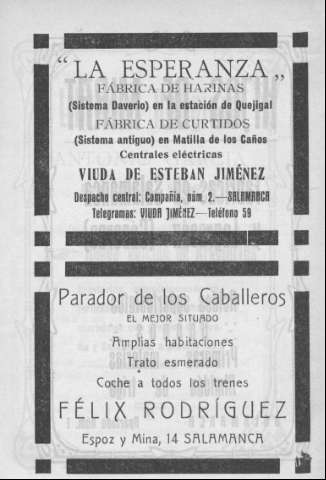 “LA ESPERANZA„
FÁBRICA DE HARINAS
(Sistema Daverio) en la estación de Quejigal
FÁBRICA DE CURTIDOS
(Sistema antiguo) en Matilla de los Caños
Centrales eléctricas
VIUDA DE ESTEBAN JIMÉNEZ
Despacho central: Compañía, núm. 2.—SALAMANCA
Telegramas: VIUDA JIMÉNEZ—Teléfono 59
Parador de los Caballeros
EL MEJOR SITUADO
Amplias habitaciones
Trato esmerado
Coche a todos los trenes
FÉLIX RODRÍGUEZ
Espoz y Mina, 14 SALAMANCA